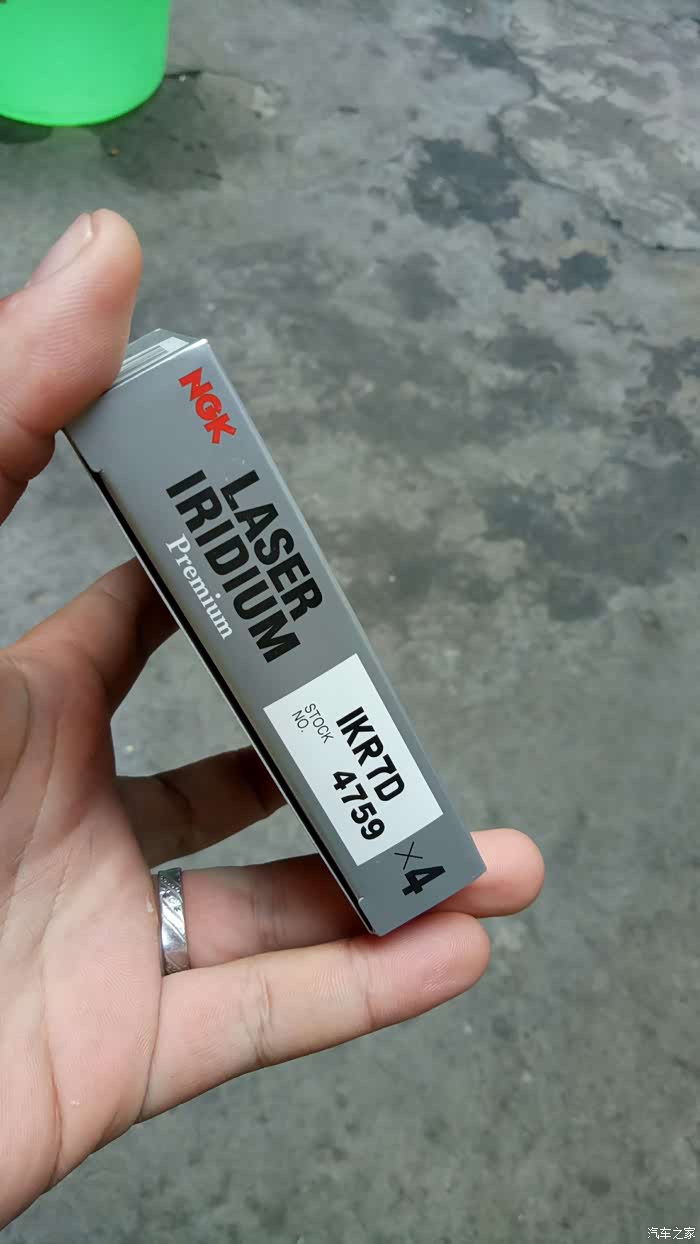 NGK
LASER
IRIDIUM
Premium
IKR7D
STOCK
NO.
4759
×4
汽车之家